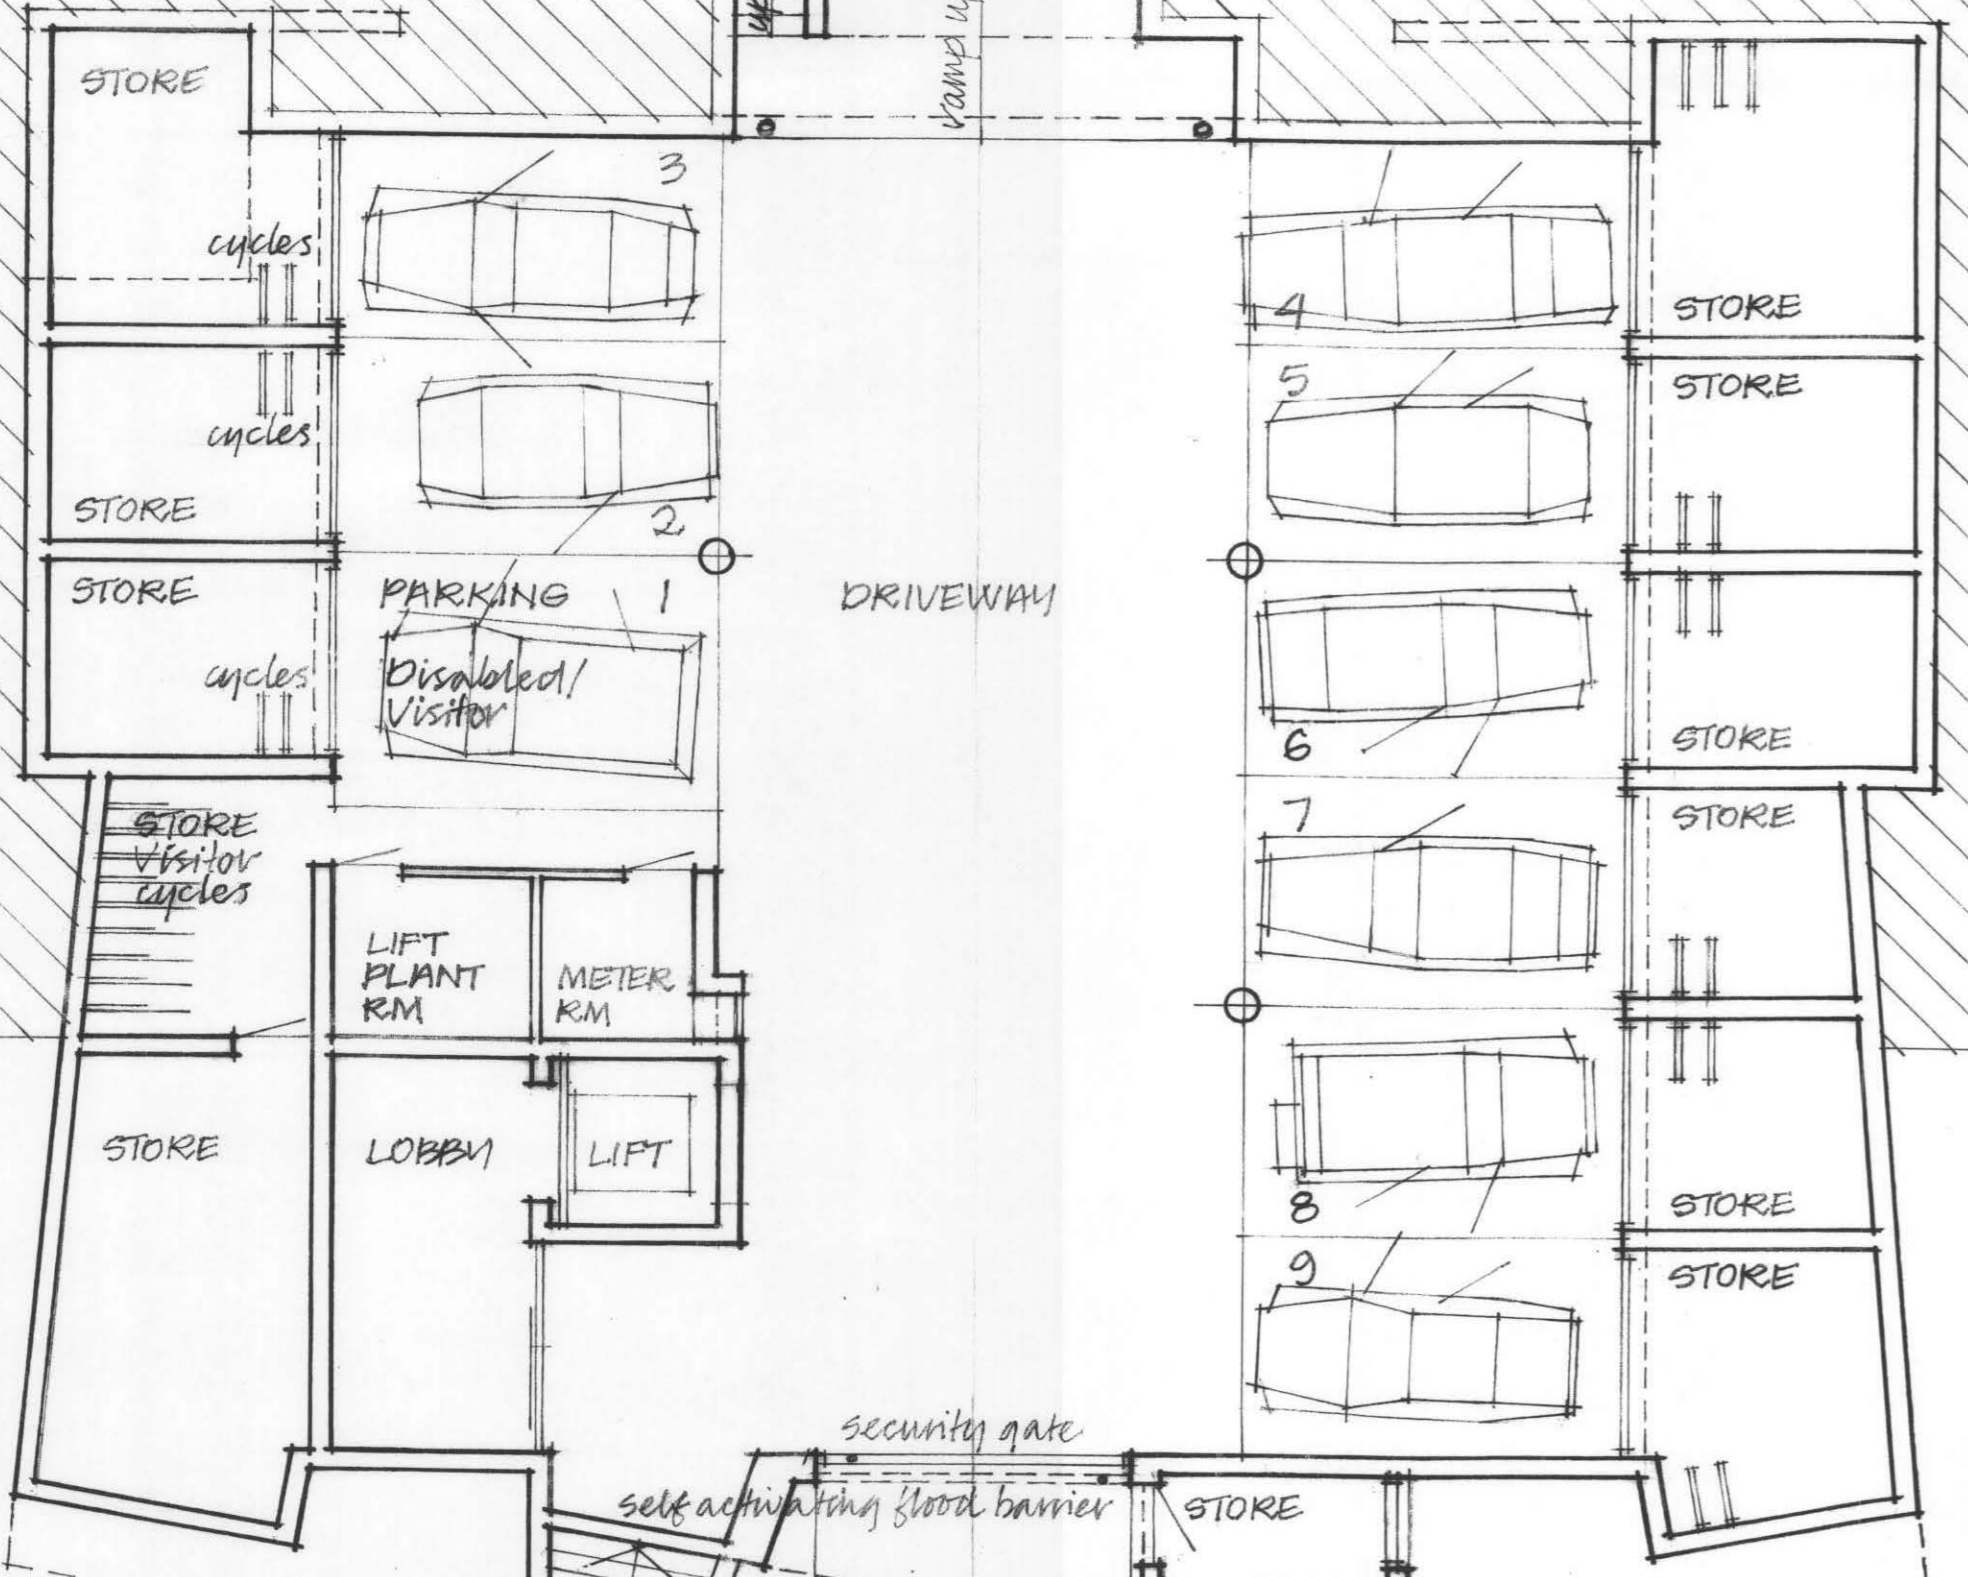 STORE
ramp up
3
cycles
4
STORE
5
STORE
cycles
STORE
2
STORE
PARKING
1
DRIVEWAY
cycles
Disabled/
Visitor
6
STORE
7
STORE
STORE
Visitor
cycles
LIFT
PLANT
RM
METER
RM
STORE
LOBBY
LIFT
8
STORE
9
STORE
security gate
self activating flood barrier
STORE